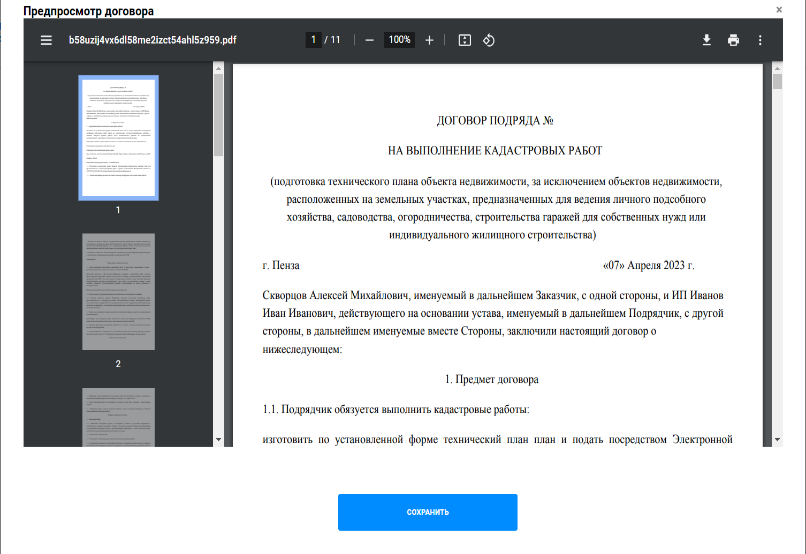 Предпросмотр договора
×
b58uzij4vx6dl58me2izct54ahl5z959.pdf
1 / 11
100%
1
2
ДОГОВОР ПОДРЯДА №
НА ВЫПОЛНЕНИЕ КАДАСТРОВЫХ РАБОТ
(подготовка технического плана объекта недвижимости, за исключением объектов недвижимости,
расположенных на земельных участках, предназначенных для ведения личного подсобного
хозяйства, садоводства, огородничества, строительства гаражей для собственных нужд или
индивидуального жилищного строительства)
г. Пенза «07» Апреля 2023 г.
Скворцов Алексей Михайлович, именуемый в дальнейшем Заказчик, с одной стороны, и ИП Иванов
Иван Иванович, действующего на основании устава, именуемый в дальнейшем Подрядчик, с другой
стороны, в дальнейшем именуемые вместе Стороны, заключили настоящий договор о
нижеследующем:
1. Предмет договора
1.1. Подрядчик обязуется выполнить кадастровые работы:
изготовить по установленной форме технический план план и подать посредством Электронной
СОХРАНИТЬ